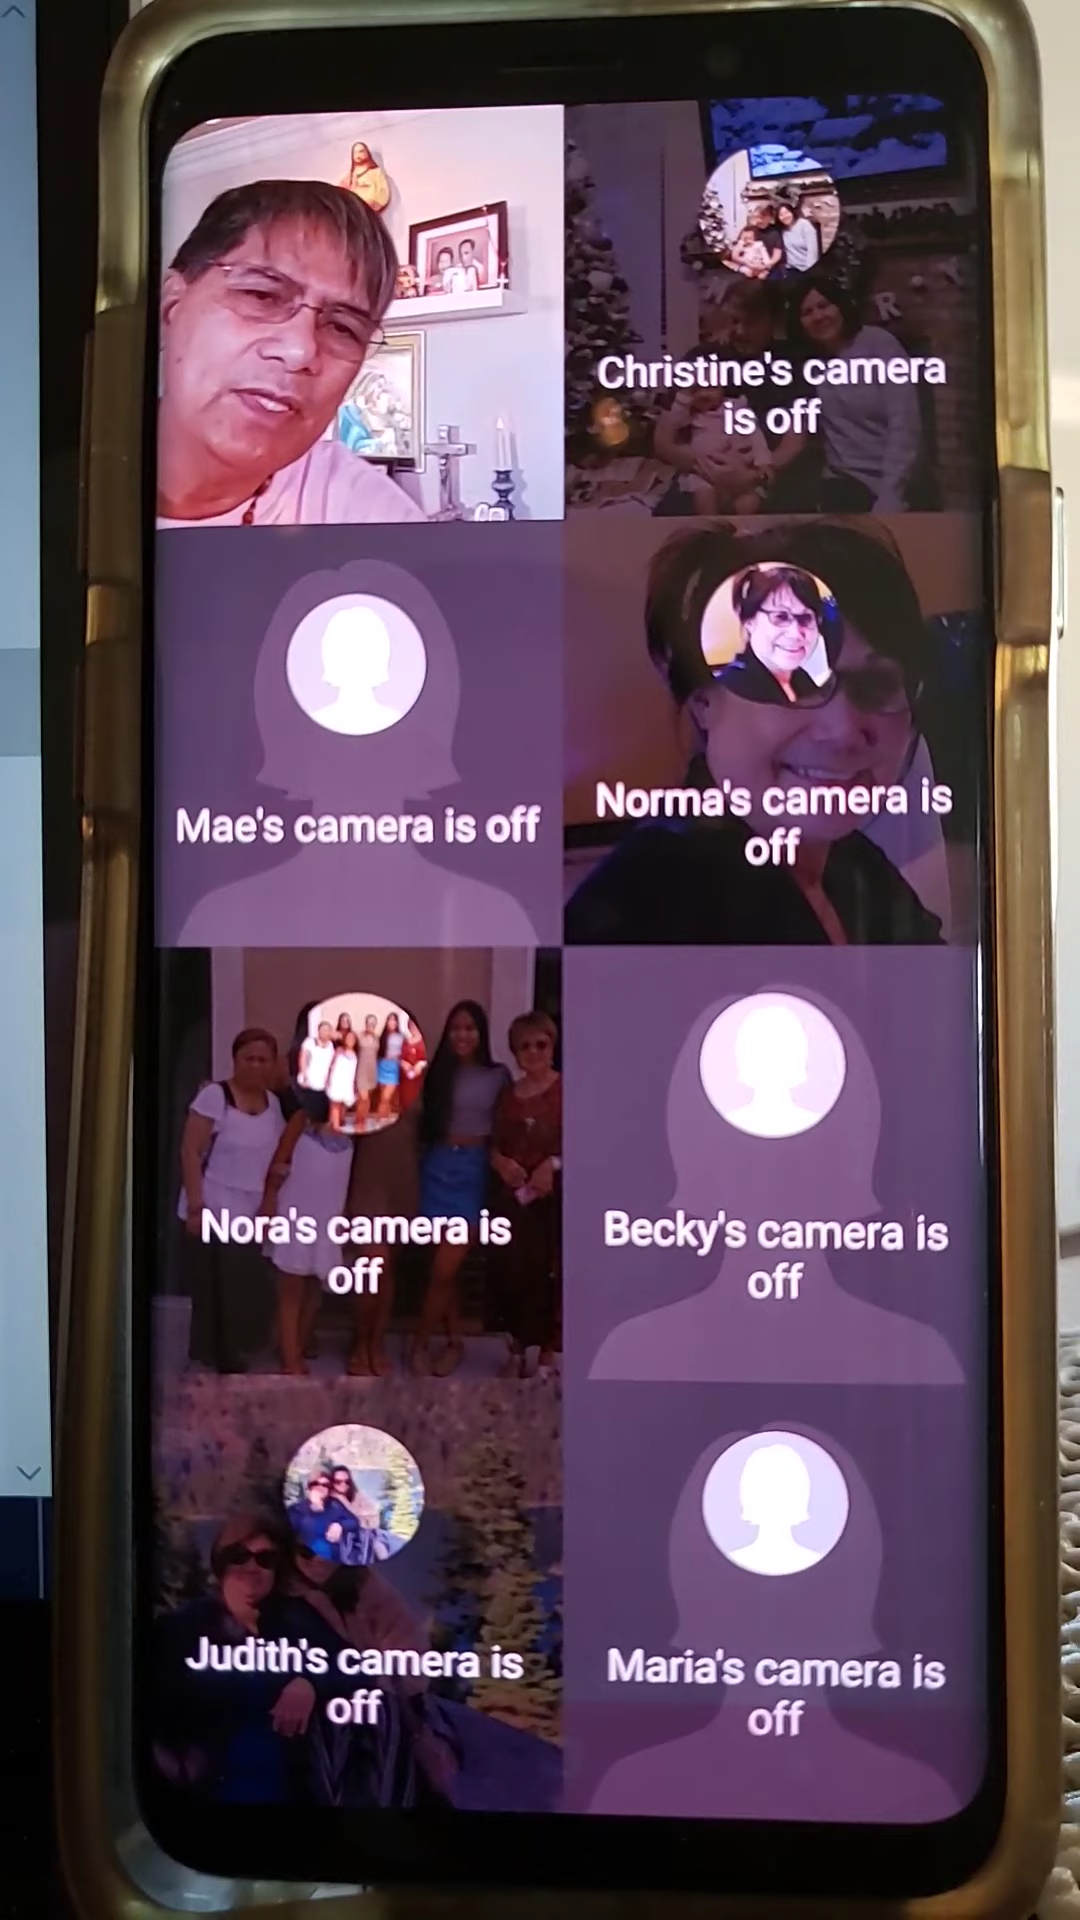 Christine's camera
is off
Mae's camera is off
Norma's camera is
off
Nora's camera is
off
Becky's camera is
off
Judith's camera is
off
Maria's camera is
off